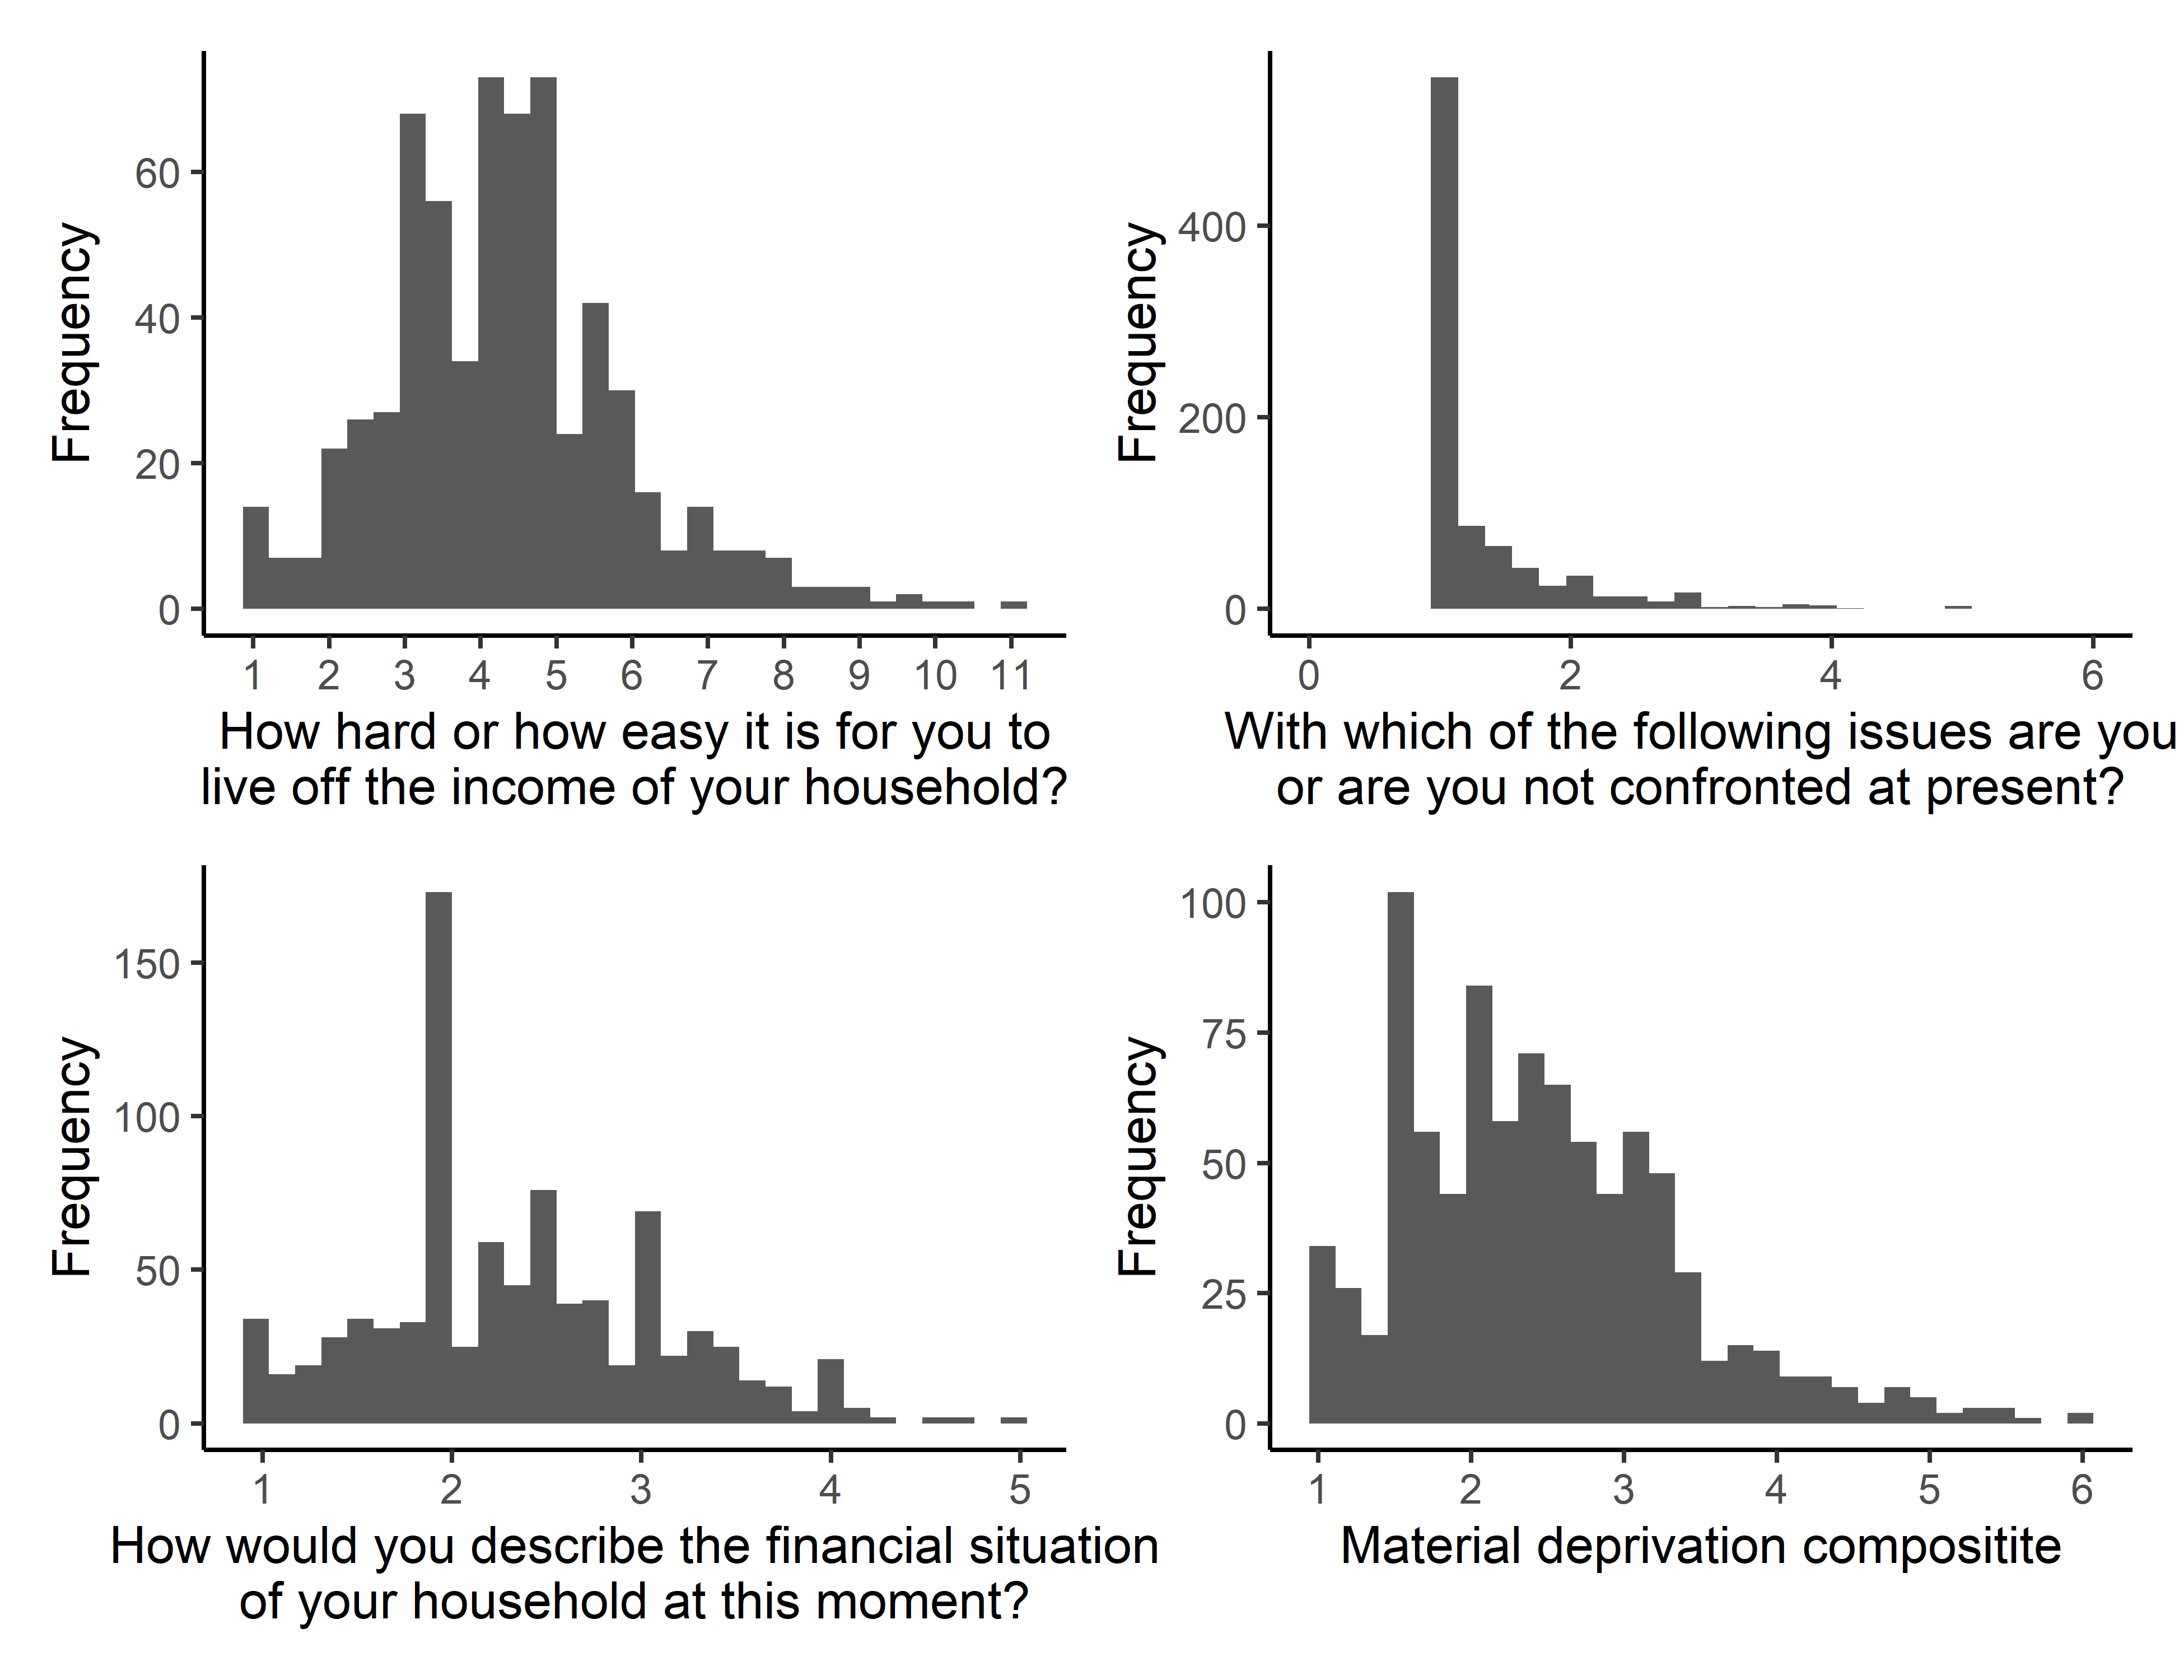 Frequency
60
40
20
0
1 2 3 4 5 6 7 8 9 10 11
How hard or how easy it is for you to
live off the income of your household?
Frequency
400
200
0
0 2 4 6
With which of the following issues are you
or are you not confronted at present?
Frequency
150
100
50
0
1 2 3 4 5
How would you describe the financial situation
of your household at this moment?
Frequency
100
75
50
25
0
1 2 3 4 5 6
Material deprivation compositite